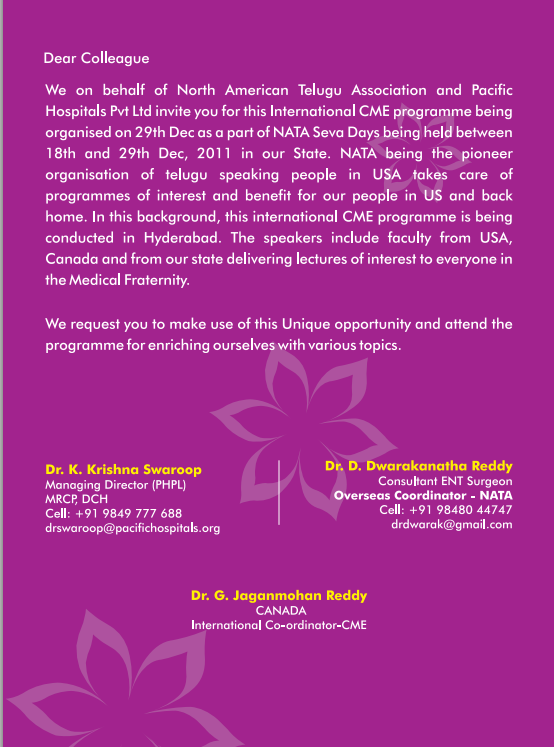 Dear Colleague
We on behalf of North American Telugu Association and Pacific
Hospitals Pvt Ltd invite you for this International CME programme being
organised on 29th Dec as a part of NATA Seva Days being held between
18th and 29th Dec, 2011 in our State. NATA being the pioneer
organisation of telugu speaking people in USA takes care of
programmes of interest and benefit for our people in US and back
home. In this background, this international CME programme is being
conducted in Hyderabad. The speakers include faculty from USA,
Canada and from our state delivering lectures of interest to everyone in
the Medical Fraternity.
We request you to make use of this Unique opportunity and attend the
programme for enriching ourselves with various topics.
Dr. K. Krishna Swaroop
Managing Director (PHPL)
MRCP, DCH
Cell: +91 9849 777 688
drswaroop@pacifichospitals.org
Dr. D. Dwarakanatha Reddy
Consultant ENT Surgeon
Overseas Coordinator - NATA
Cell: +91 98480 44747
drdwarak@gmail.com
Dr. G. Jaganmohan Reddy
CANADA
International Co-ordinator-CME